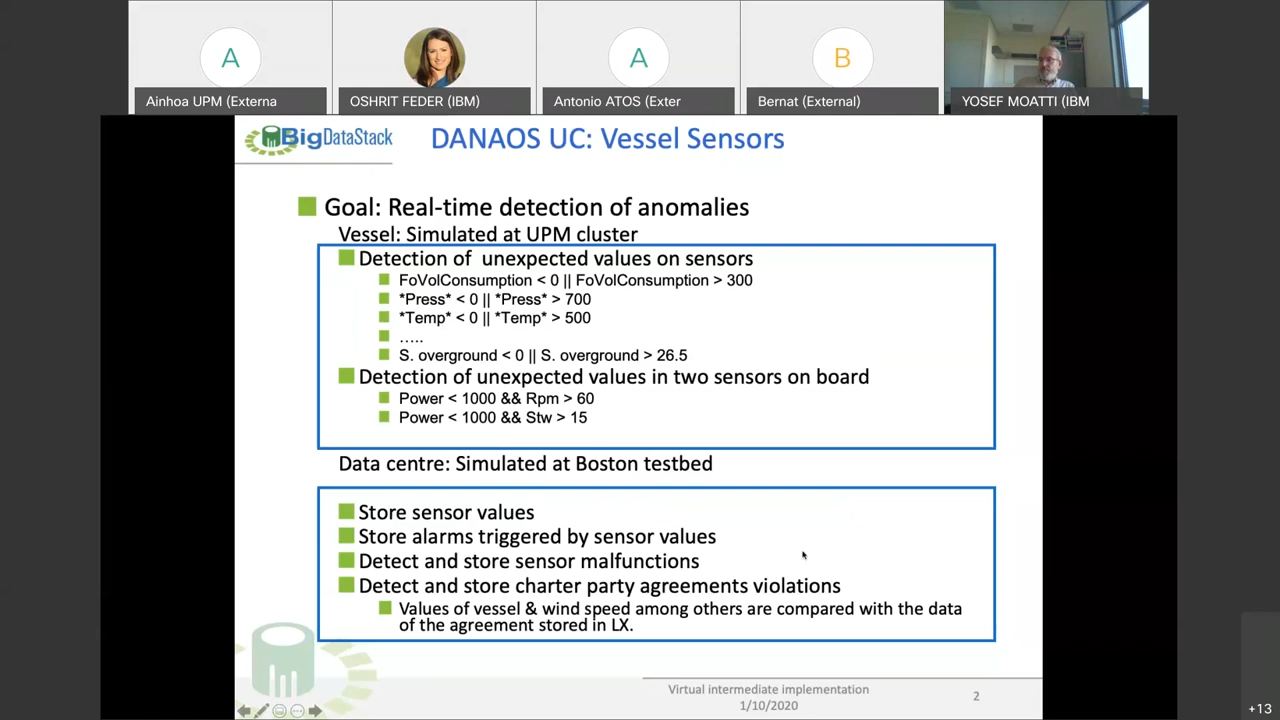 A
A
B
Ainhoa UPM (Externa
OSHRIT FEDER (IBM)
Antonio ATOS (Exter
Bernat (External)
YOSEF MOATTI (IBM
BigDataStack
DANAOS UC: Vessel Sensors
Goal: Real-time detection of anomalies
Vessel: Simulated at UPM cluster
Detection of  unexpected values on sensors
FoVolConsumption < 0 || FoVolConsumption > 300
*Press* < 0 || *Press* > 700
*Temp* < 0 || *Temp* > 500
…..
S. overground < 0 || S. overground > 26.5
Detection of unexpected values in two sensors on board
Power < 1000 && Rpm > 60
Power < 1000 && Stw > 15
Data centre: Simulated at Boston testbed
Store sensor values
Store alarms triggered by sensor values
Detect and store sensor malfunctions
Detect and store charter party agreements violations
Values of vessel & wind speed among others are compared with the data
of the agreement stored in LX.
Virtual intermediate implementation
1/10/2020
2
+13